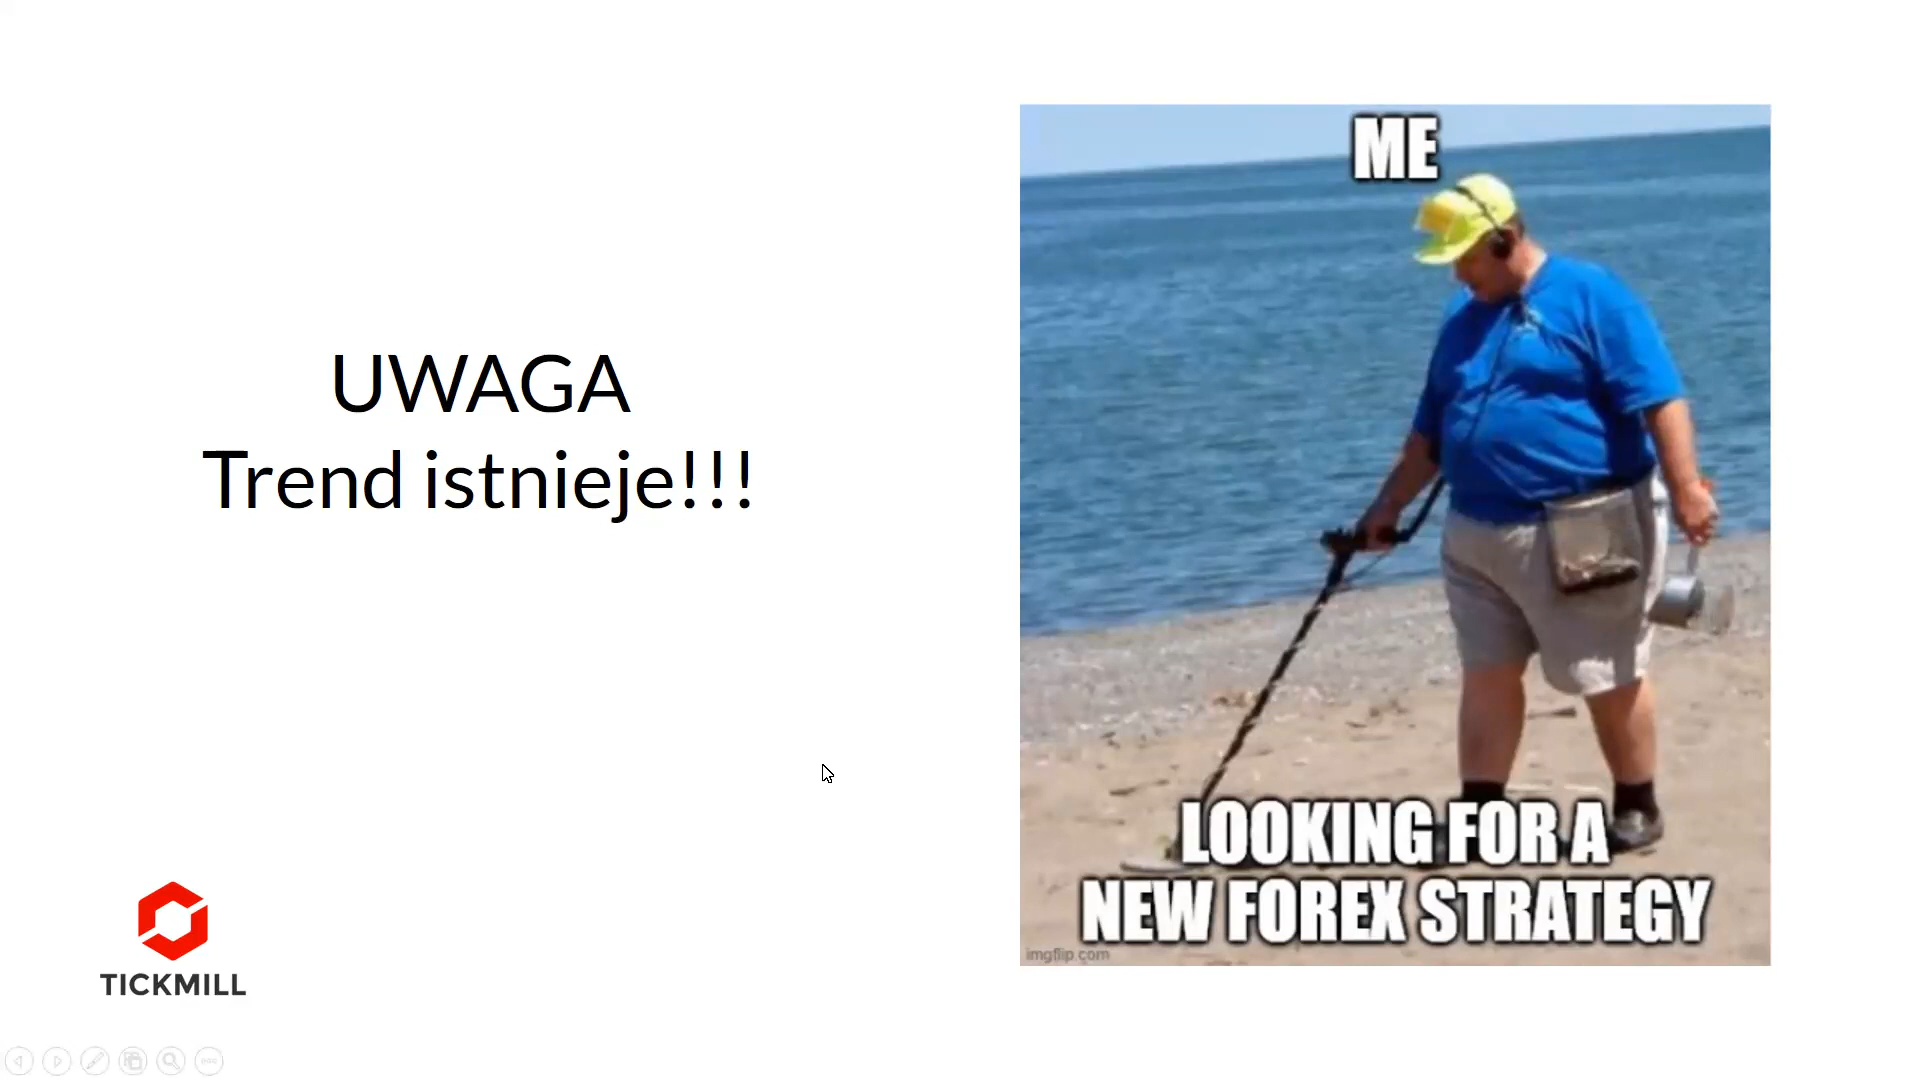 UWAGA
Trend istnieje!!!
TICKMILL
ME
LOOKING FOR A
NEW FOREX STRATEGY
imgflip.com